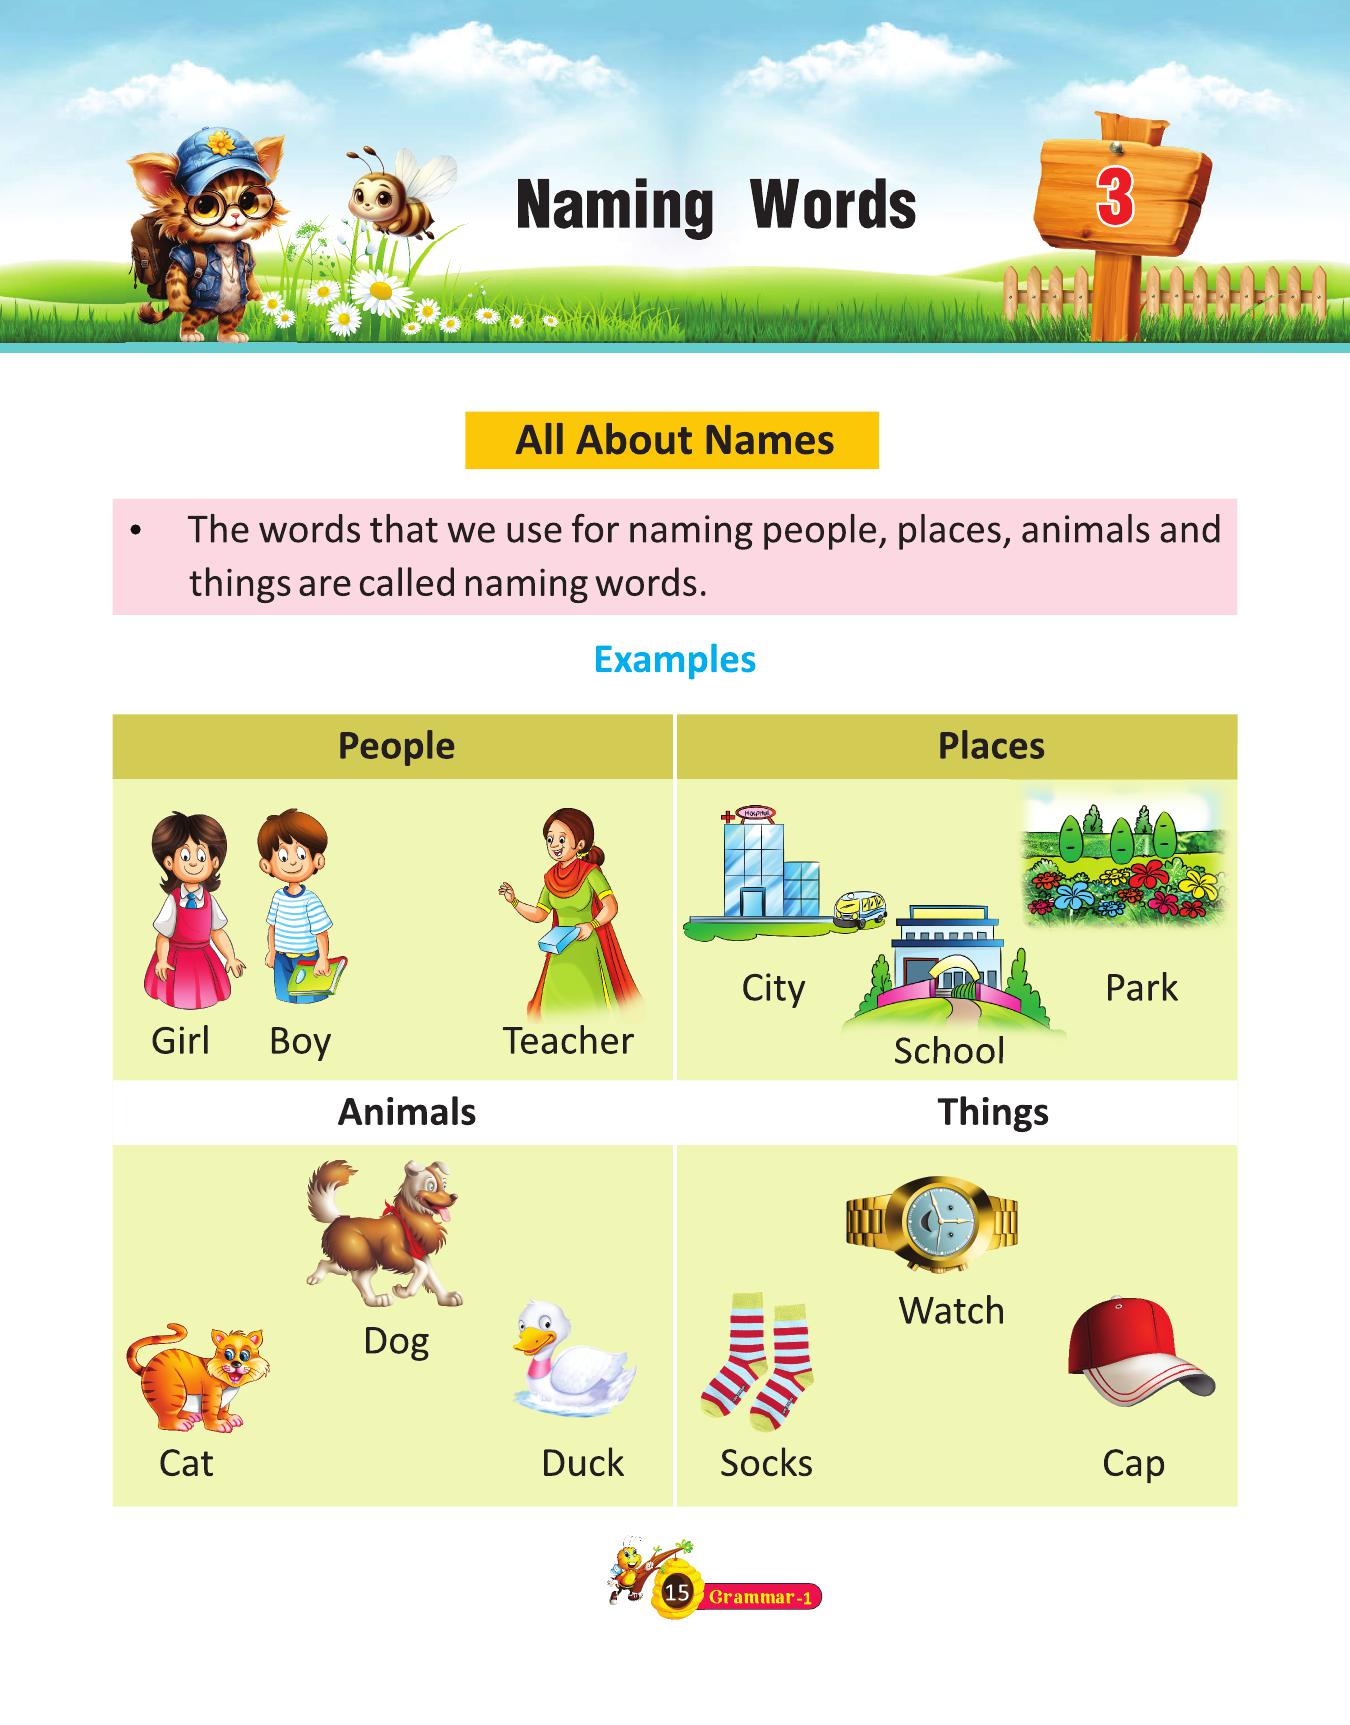 Naming Words
3
All About Names
• The words that we use for naming people, places, animals and
things are called naming words.
Examples
People
Places
Hospital
Girl
Boy
Teacher
City
School
Park
Animals
Things
Dog
Cat
Duck
Watch
Socks
Cap
15
Grammar-1